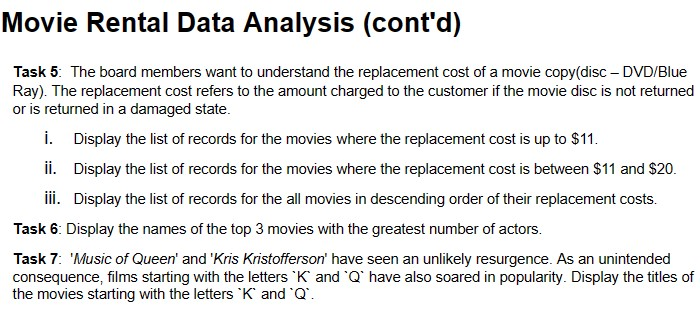 Movie Rental Data Analysis (cont'd)
Task 5:  The board members want to understand the replacement cost of a movie copy(disc – DVD/Blue
Ray). The replacement cost refers to the amount charged to the customer if the movie disc is not returned
or is returned in a damaged state.
i. Display the list of records for the movies where the replacement cost is up to $11.
ii. Display the list of records for the movies where the replacement cost is between $11 and $20.
iii. Display the list of records for the all movies in descending order of their replacement costs.
Task 6: Display the names of the top 3 movies with the greatest number of actors.
Task 7:  'Music of Queen' and 'Kris Kristofferson' have seen an unlikely resurgence. As an unintended
consequence, films starting with the letters `K` and `Q` have also soared in popularity. Display the titles of
the movies starting with the letters `K` and `Q`.